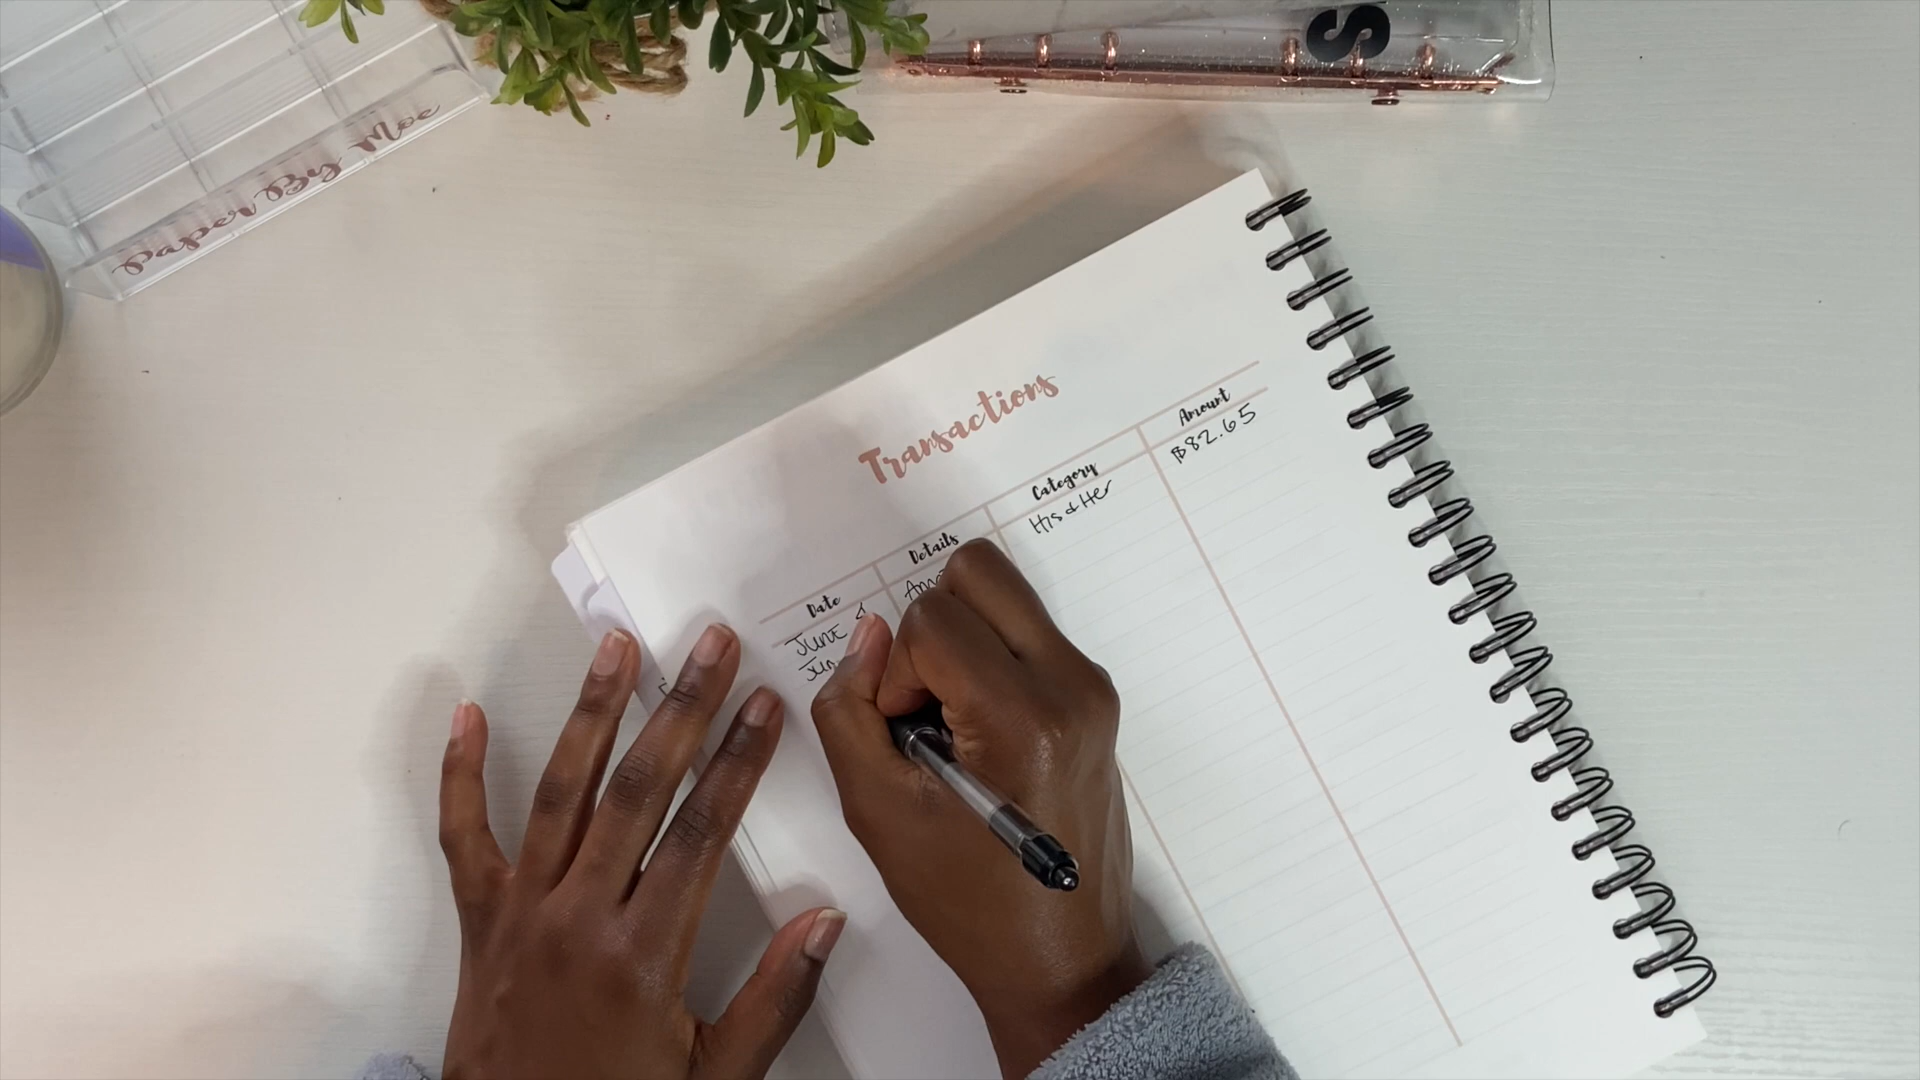 Paper By Moe
S
Transactions
Date Details Category Amount
June His & Her $82.65